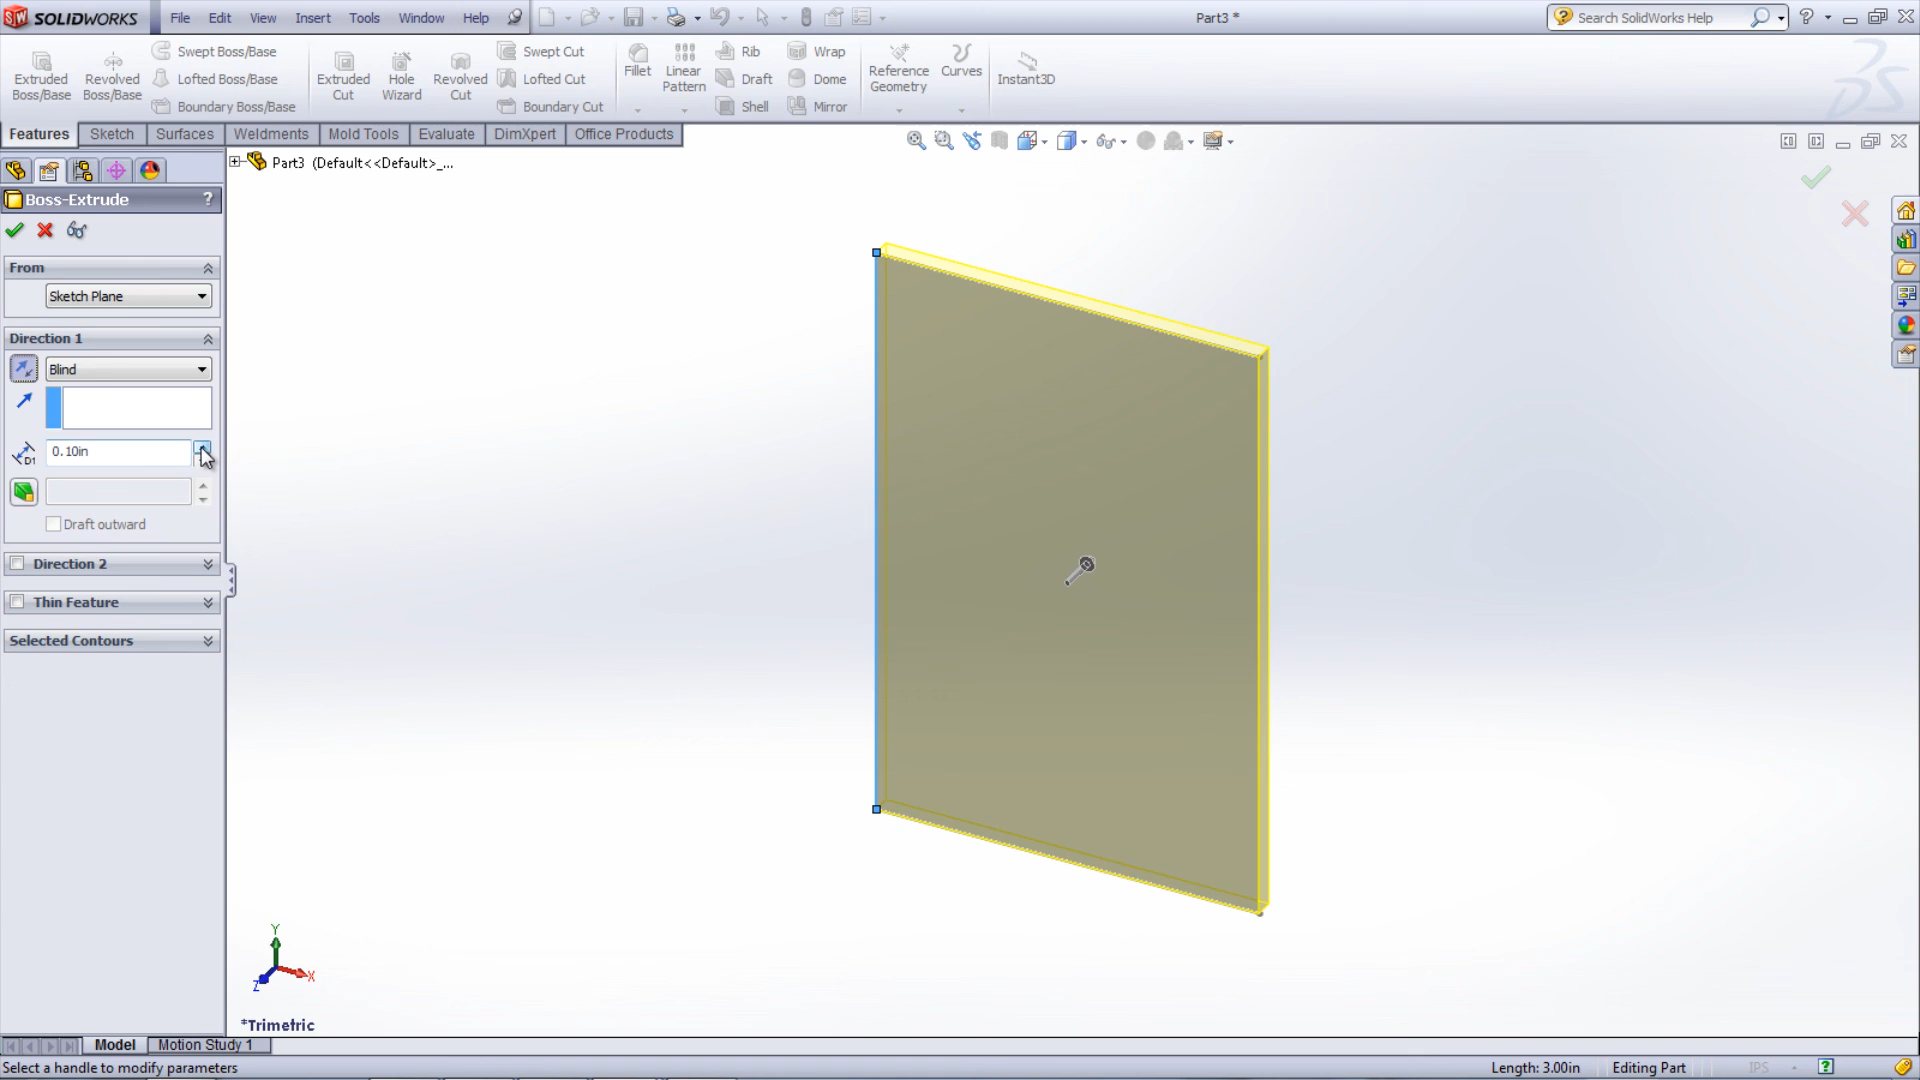 SOLIDWORKS File Edit View Insert Tools Window Help Part3 * Search SolidWorks Help
Extruded Boss/Base
Revolved Boss/Base
Swept Boss/Base
Lofted Boss/Base
Boundary Boss/Base
Extruded Cut
Hole Wizard
Revolved Cut
Swept Cut
Lofted Cut
Boundary Cut
Fillet
Linear Pattern
Rib
Draft
Shell
Wrap
Dome
Mirror
Reference Geometry
Curves
Instant3D
Features Sketch Surfaces Weldments Mold Tools Evaluate DimXpert Office Products
Part3 (Default<<Default>_...
Boss-Extrude ?
From
Sketch Plane
Direction 1
Blind
D1 0.10in
Draft outward
Direction 2
Thin Feature
Selected Contours
Y
X
Z
*Trimetric
Model Motion Study 1
Select a handle to modify parameters Length: 3.00in Editing Part IPS ?